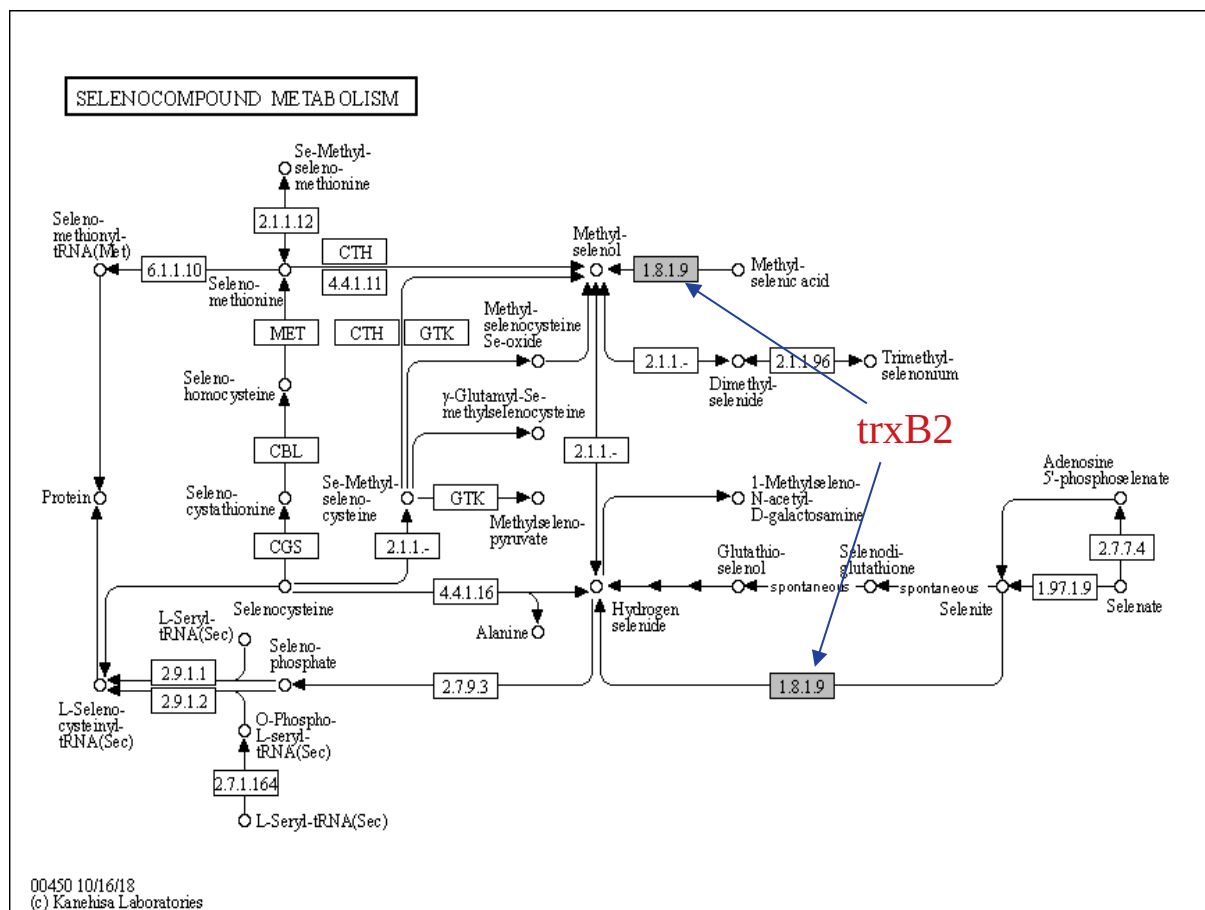 SELENOCOMPOUND METABOLISM
Se-Methyl-
seleno-
methionine
Seleno-
methionyl-
tRNA(Met)
2.1.1.12
Methyl-
selenol
CTH
6.1.1.10
4.4.1.11
1.8.1.9
Methyl-
selenic acid
Seleno-
methionine
MET
CTH
GTK
Methyl-
selenocysteine
Se-oxide
2.1.1.-
2.1.1.96
Trimethyl-
selenonium
Dimethyl-
selenide
Seleno-
homocysteine
γ-Glutamyl-Se-
methylselenocysteine
trxB2
CBL
2.1.1.-
Adenosine
5'-phosphoselenate
Protein
Seleno-
cystathionine
Se-Methyl-
seleno-
cysteine
GTK
Methylseleno-
pyruvate
1-Methylseleno-
N-acetyl-
D-galactosamine
CGS
2.1.1.-
Glutathio-
selenol
Selenodi-
glutathione
2.7.7.4
spontaneous
spontaneous
1.97.1.9
Selenocysteine
4.4.1.16
Hydrogen
selenide
Selenite
Selenate
Alanine
L-Seryl-
tRNA(Sec)
Seleno-
phosphate
2.9.1.1
2.9.1.2
2.7.9.3
1.8.1.9
L-Seleno-
cysteinyl-
tRNA(Sec)
O-Phospho-
L-seryl-
tRNA(Sec)
2.7.1.164
L-Seryl-tRNA(Sec)
00450 10/16/18
(c) Kanehisa Laboratories